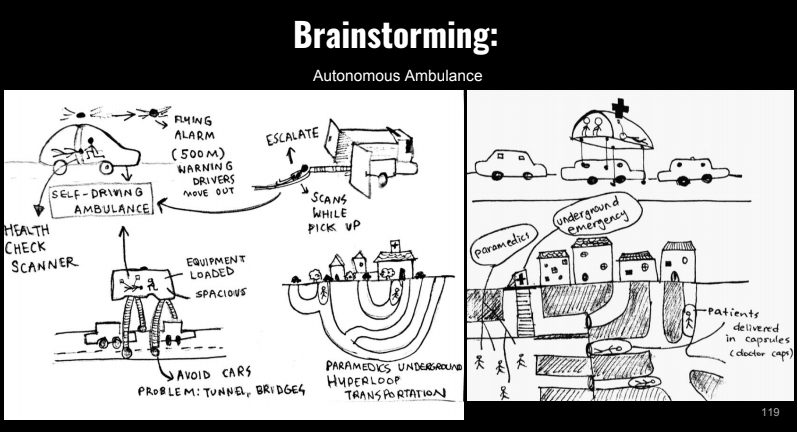 Brainstorming:
Autonomous Ambulance
FLYING
ALARM
(500M)
WARNING
DRIVERS
MOVE OUT
ESCALATE
SCANS
WHILE
PICK UP
SELF-DRIVING
AMBULANCE
HEALTH
CHECK
SCANNER
EQUIPMENT
LOADED
SPACIOUS
AVOID CARS
PROBLEM: TUNNEL, BRIDGES
PARAMEDICS UNDERGROUND
HYPERLOOP
TRANSPORTATION
paramedics
underground
emergency
Patients
delivered
in capsules
(doctor caps)
119